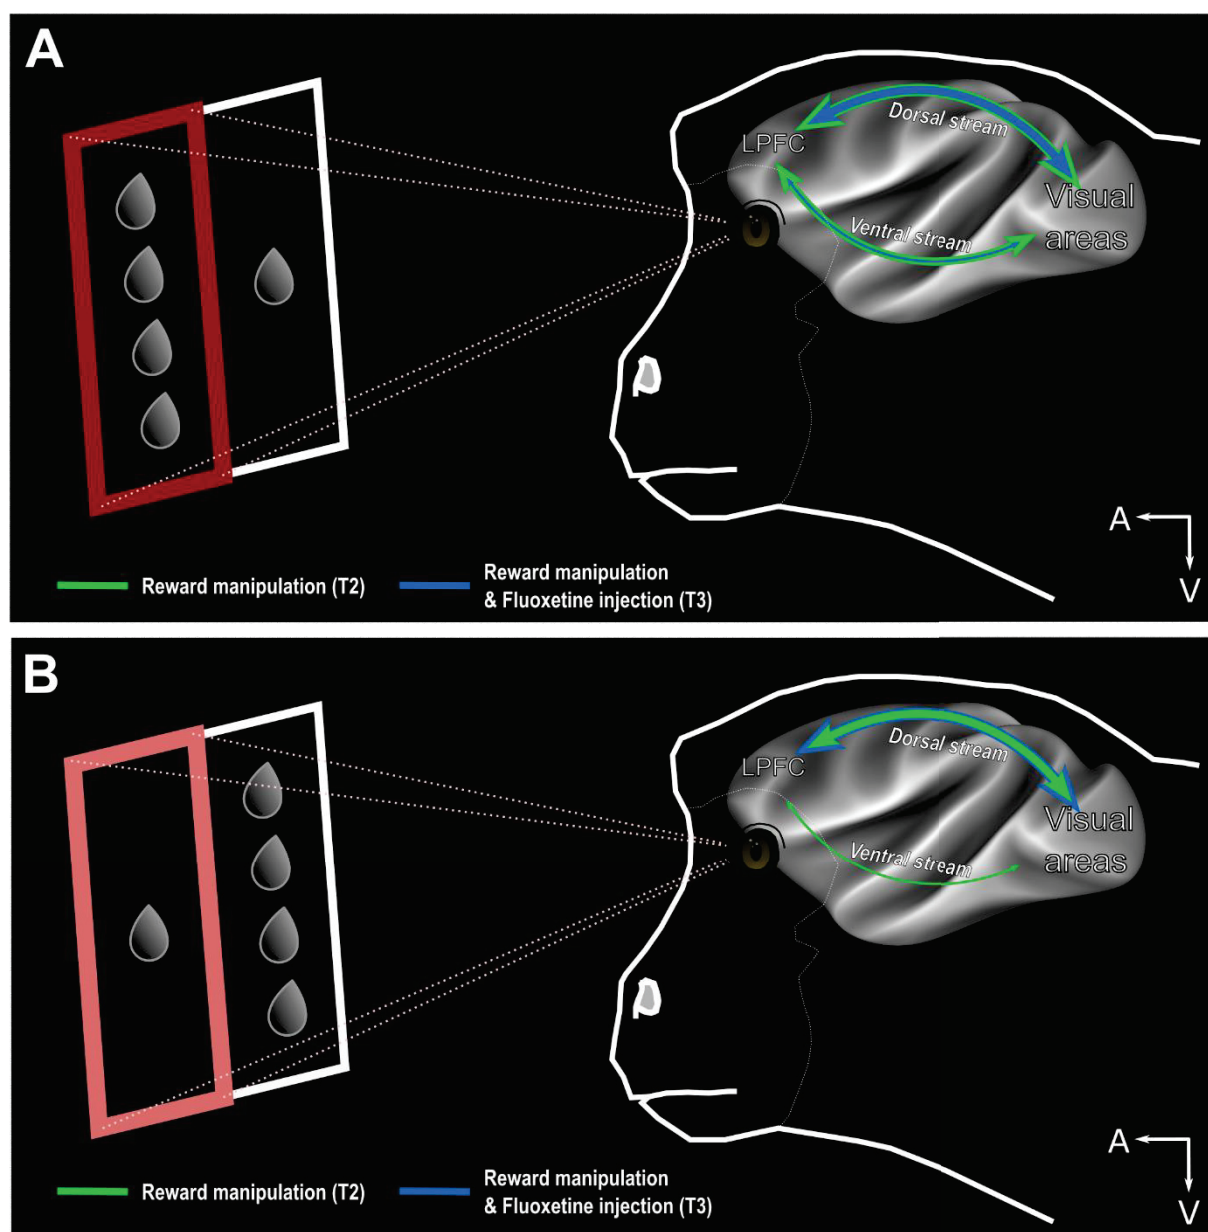 A
LPFC
Dorsal stream
Visual
areas
Ventral stream
A
V
Reward manipulation (T2)
Reward manipulation
& Fluoxetine injection (T3)
B
LPFC
Dorsal stream
Visual
areas
Ventral stream
A
V
Reward manipulation (T2)
Reward manipulation
& Fluoxetine injection (T3)